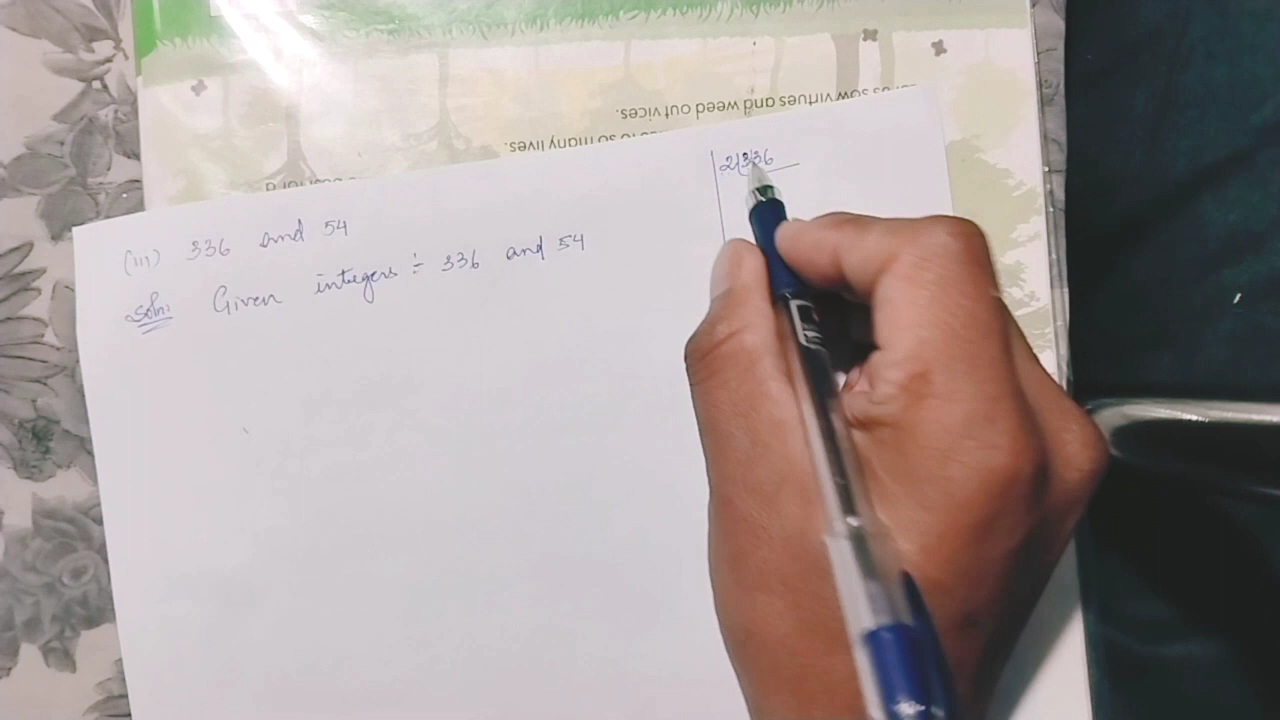 sow virtues and weed out vices.
so many lives.
2|336
(iii) 336 and 54
Soln: Given integers ÷ 336 and 54